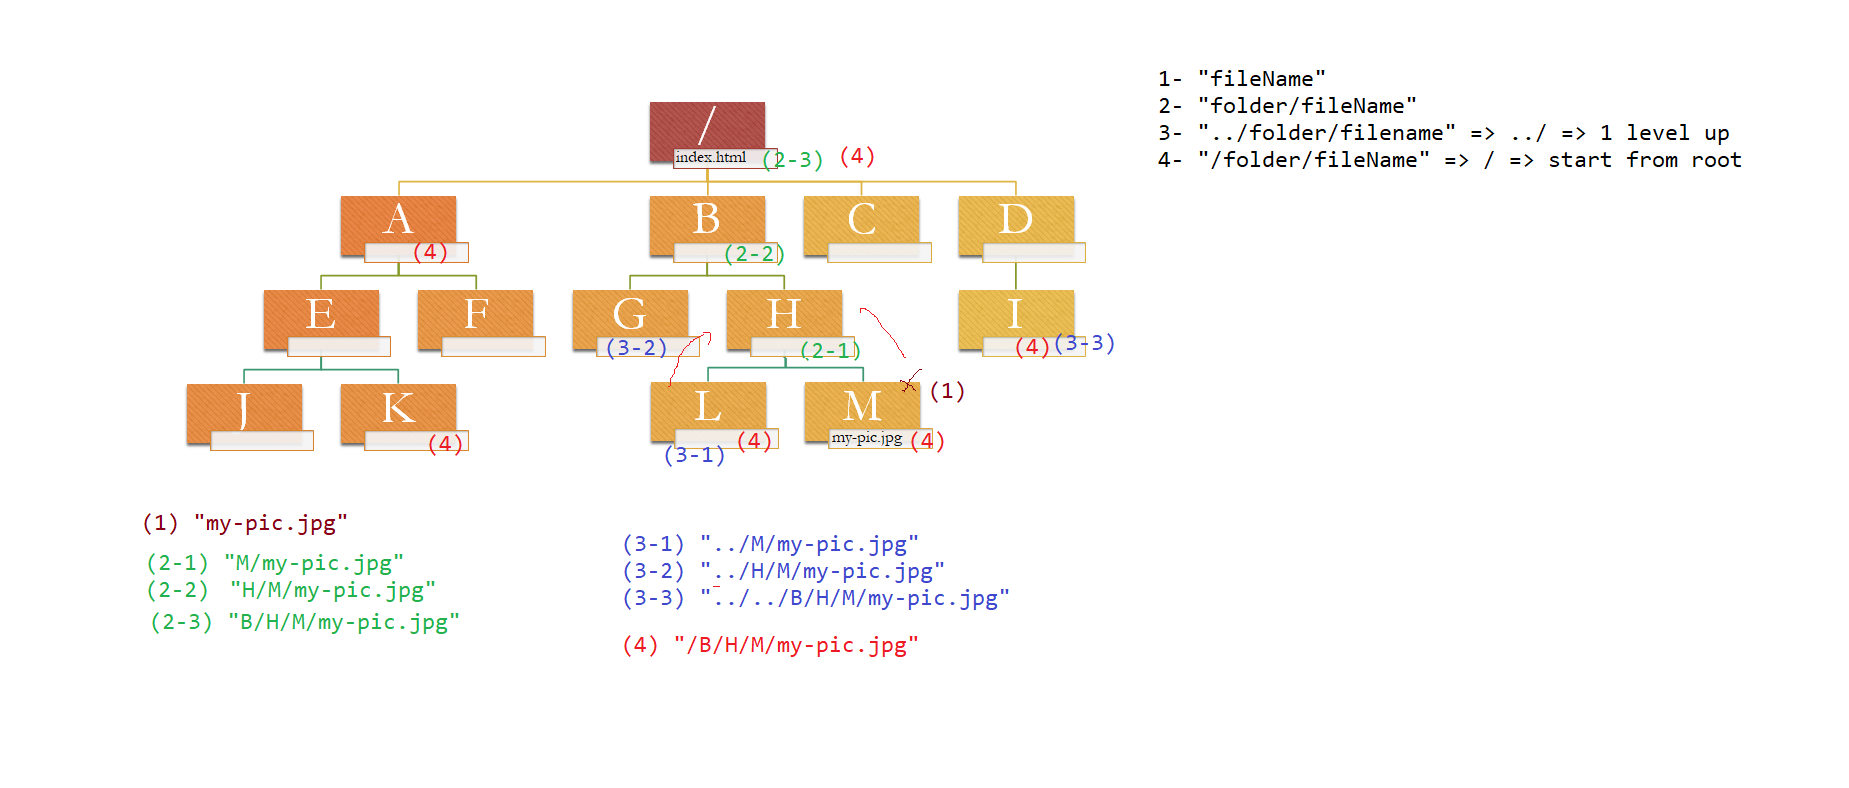 1- "fileName"
2- "folder/fileName"
3- "../folder/filename" => ../ => 1 level up
4- "/folder/fileName" => / => start from root
/
index.html (2-3) (4)
A B C D
(4) (2-2)
E F G H I
(3-2) (2-1) (4) (3-3)
J K L M (1)
(4) (4) my-pic.jpg (4)
(3-1)
(1) "my-pic.jpg"
(2-1) "M/my-pic.jpg"
(2-2) "H/M/my-pic.jpg"
(2-3) "B/H/M/my-pic.jpg"
(3-1) "../M/my-pic.jpg"
(3-2) "../H/M/my-pic.jpg"
(3-3) "../../B/H/M/my-pic.jpg"
(4) "/B/H/M/my-pic.jpg"